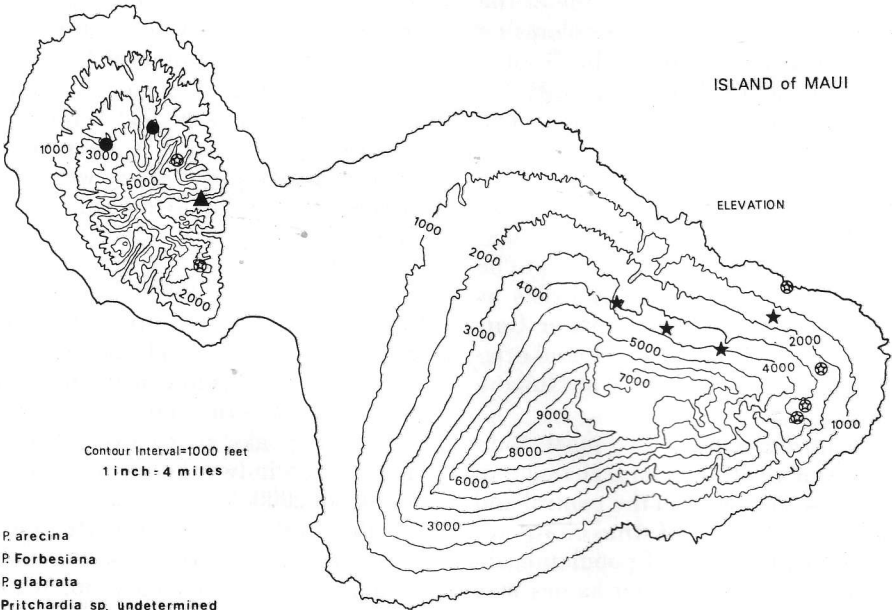 ISLAND of MAUI
ELEVATION
1000
3000
5000
2000
1000
2000
4000
3000
5000
7000
9000
8000
6000
3000
2000
4000
1000
Contour Interval=1000 feet
1 inch=4 miles
P. arecina
P. Forbesiana
P. glabrata
Pritchardia sp. undetermined